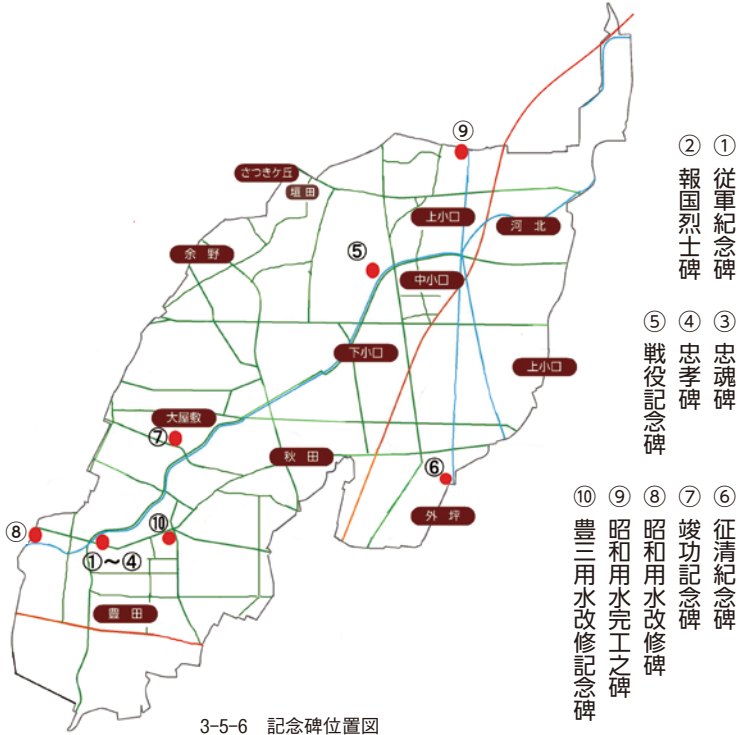 ⑨
さつきケ丘
垣田
上小口
河北
余野
⑤
中小口
下小口
上小口
大屋敷
⑦
秋田
⑥
外坪
⑧
⑩
①～④
豊田
① 従軍紀念碑
② 報国烈士碑
③ 忠魂碑
④ 忠孝碑
⑤ 戦役記念碑
⑥ 征清紀念碑
⑦ 竣功記念碑
⑧ 昭和用水改修碑
⑨ 昭和用水完工之碑
⑩ 豊三用水改修記念碑
3-5-6 記念碑位置図